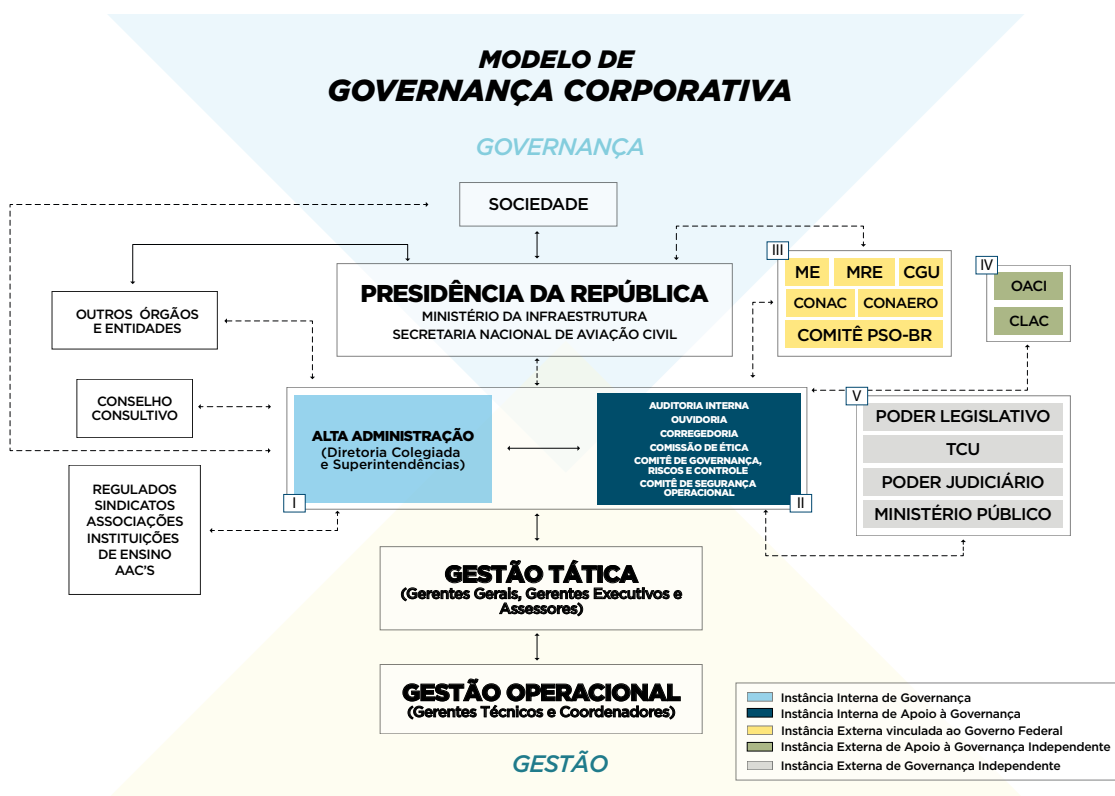 MODELO DE
GOVERNANÇA CORPORATIVA
GOVERNANÇA
SOCIEDADE
PRESIDÊNCIA DA REPÚBLICA
MINISTÉRIO DA INFRAESTRUTURA
SECRETARIA NACIONAL DE AVIAÇÃO CIVIL
III
ME MRE CGU
CONAC CONAERO
COMITÊ PSO-BR
IV
OACI
CLAC
OUTROS ÓRGÃOS
E ENTIDADES
CONSELHO
CONSULTIVO
REGULADOS
SINDICATOS
ASSOCIAÇÕES
INSTITUIÇÕES
DE ENSINO
AAC'S
ALTA ADMINISTRAÇÃO
(Diretoria Colegiada
e Superintendências)
I
AUDITORIA INTERNA
OUVIDORIA
CORREGEDORIA
COMISSÃO DE ÉTICA
COMITÊ DE GOVERNANÇA,
RISCOS E CONTROLE
COMITÊ DE SEGURANÇA
OPERACIONAL
II
V
PODER LEGISLATIVO
TCU
PODER JUDICIÁRIO
MINISTÉRIO PÚBLICO
GESTÃO TÁTICA
(Gerentes Gerais, Gerentes Executivos e
Assessores)
GESTÃO OPERACIONAL
(Gerentes Técnicos e Coordenadores)
GESTÃO
Instância Interna de Governança
Instância Interna de Apoio à Governança
Instância Externa vinculada ao Governo Federal
Instância Externa de Apoio à Governança Independente
Instância Externa de Governança Independente